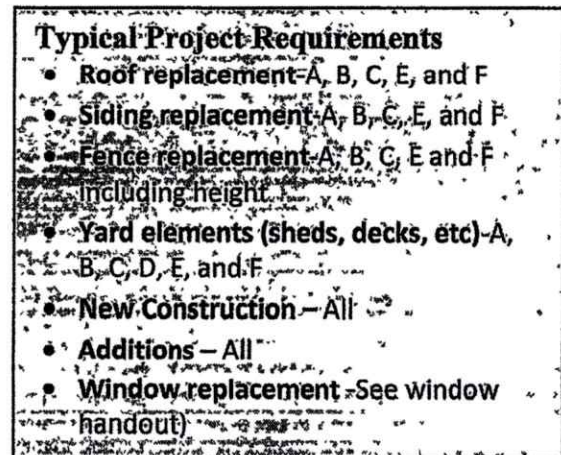 Typical Project Requirements
• Roof replacement-A, B, C, E, and F
• Siding replacement-A, B, C, E, and F
• Fence replacement-A, B, C, E and F
including height
• Yard elements (sheds, decks, etc)-A,
B, C, D, E, and F
• New Construction – All
• Additions – All
• Window replacement -See window
handout)